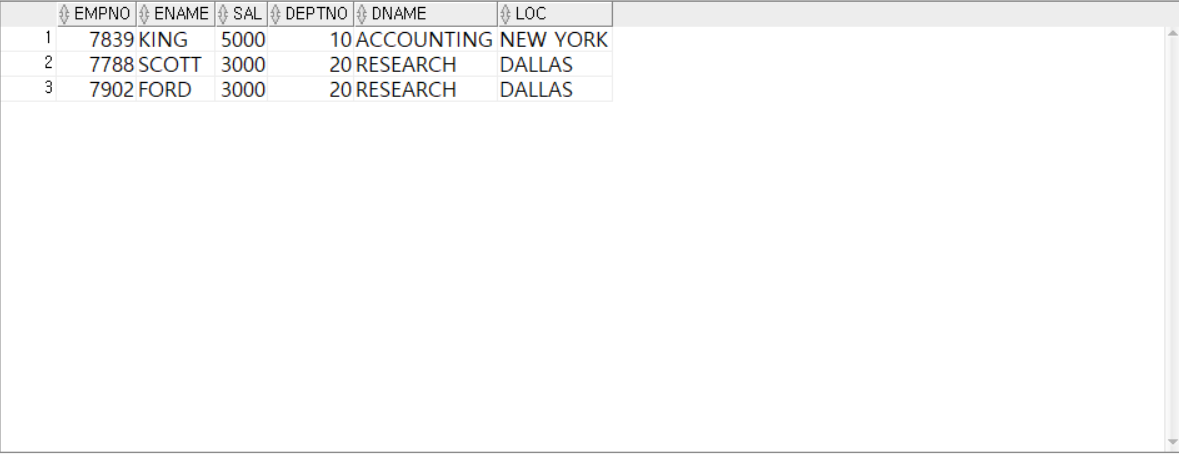 EMPNO ENAME SAL DEPTNO DNAME LOC
1 7839 KING 5000 10 ACCOUNTING NEW YORK
2 7788 SCOTT 3000 20 RESEARCH DALLAS
3 7902 FORD 3000 20 RESEARCH DALLAS